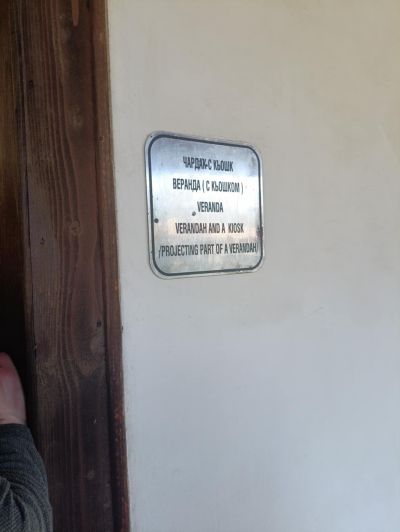 ЧАРДАК-С КЬОШК
ВЕРАНДА (С КЬОШКОМ)
VERANDA
VERANDAH AND A KIOSK
(PROJECTING PART OF A VERANDAH)